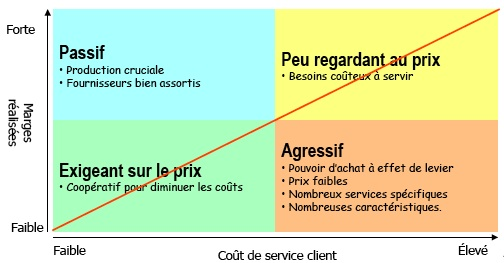 Forte
Passif
• Production cruciale
• Fournisseurs bien assortis
Peu regardant au prix
• Besoins coûteux à servir
Marges
réalisées
Exigeant sur le prix
• Coopératif pour diminuer les coûts
Agressif
• Pouvoir d'achat à effet de levier
• Prix faibles
• Nombreux services spécifiques
• Nombreuses caractéristiques.
Faible
Faible
Coût de service client
Élevé